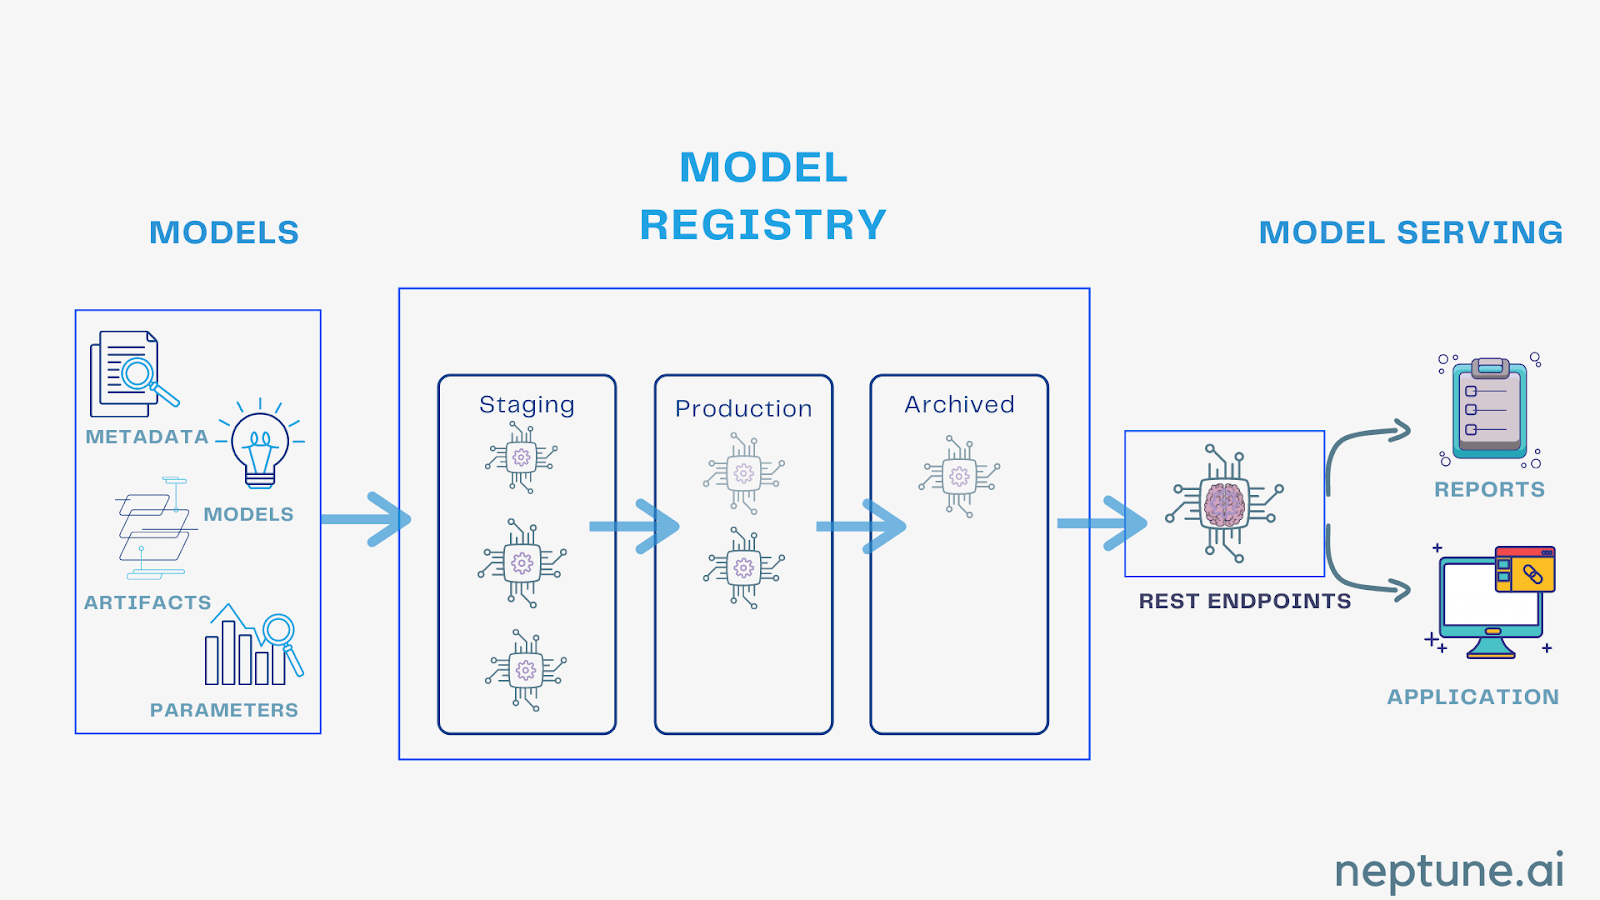 MODEL
REGISTRY
MODELS
MODEL SERVING
METADATA
MODELS
ARTIFACTS
PARAMETERS
Staging
Production
Archived
REST ENDPOINTS
REPORTS
APPLICATION
neptune.ai